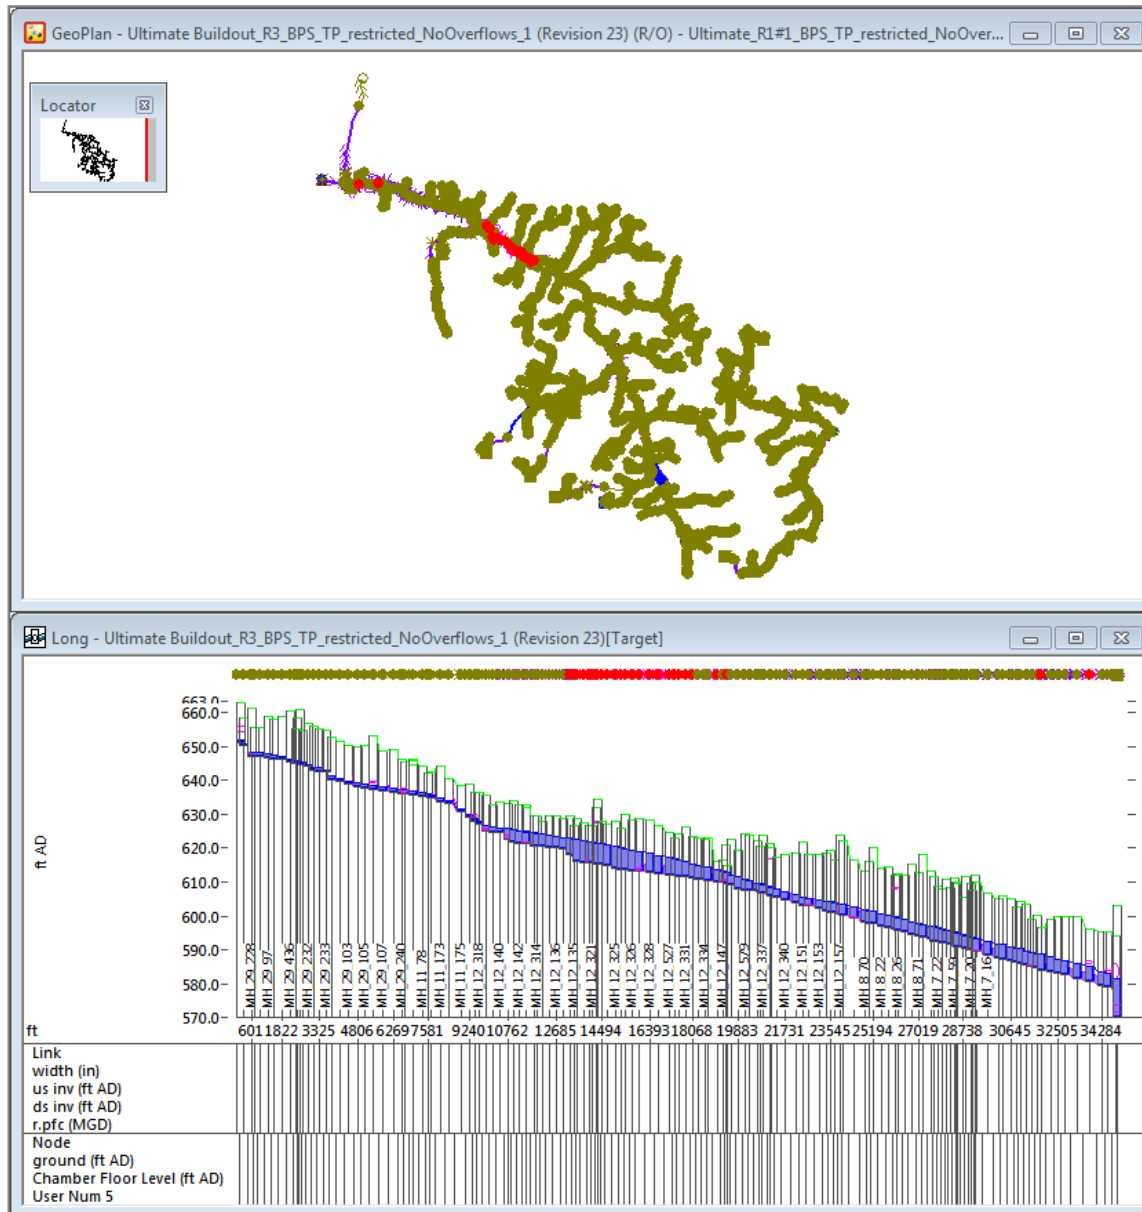 GeoPlan - Ultimate Buildout_R3_BPS_TP_restricted_NoOverflows_1 (Revision 23) (R/O) - Ultimate_R1#1_BPS_TP_restricted_NoOver...
Locator
Long - Ultimate Buildout_R3_BPS_TP_restricted_NoOverflows_1 (Revision 23)[Target]
663.0
660.0
650.0
640.0
630.0
620.0
610.0
600.0
590.0
580.0
570.0
ft AD
MH_29_228
MH_29_97
MH_29_436
MH_29_232
MH_29_233
MH_29_103
MH_29_105
MH_29_107
MH_29_240
MH_11_78
MH_11_173
MH_11_175
MH_12_318
MH_12_140
MH_12_142
MH_12_314
MH_12_136
MH_12_135
MH_12_321
MH_12_325
MH_12_326
MH_12_328
MH_12_527
MH_12_331
MH_12_334
MH_12_147
MH_12_579
MH_12_337
MH_12_340
MH_12_151
MH_12_153
MH_12_157
MH_8_70
MH_8_22
MH_8_26
MH_8_71
MH_7_22
MH_7_59
MH_7_20
MH_7_16
ft 601 1822 3325 4806 6269 7581 9240 10762 12685 14494 16393 18068 19883 21731 23545 25194 27019 28738 30645 32505 34284
Link
width (in)
us inv (ft AD)
ds inv (ft AD)
r.pfc (MGD)
Node
ground (ft AD)
Chamber Floor Level (ft AD)
User Num 5